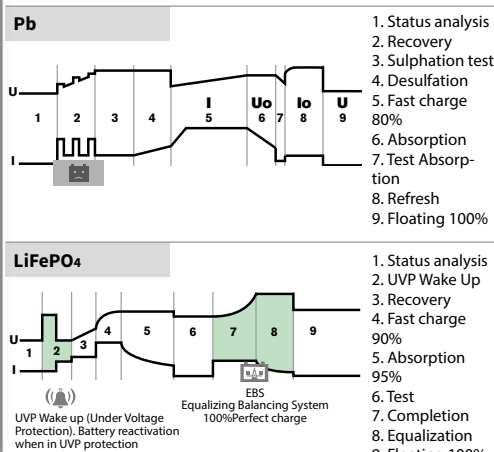 Pb
U
I
1
2
3
4
I
5
Uo
6
7
Io
8
U
9
1. Status analysis
2. Recovery
3. Sulphation test
4. Desulfation
5. Fast charge
80%
6. Absorption
7. Test Absorp-
tion
8. Refresh
9. Floating 100%
LiFePO4
U
I
1
2
3
4
5
6
7
8
9
UVP Wake up (Under Voltage
Protection). Battery reactivation
when in UVP protection
EBS
Equalizing Balancing System
100%Perfect charge
1. Status analysis
2. UVP Wake Up
3. Recovery
4. Fast charge
90%
5. Absorption
95%
6. Test
7. Completion
8. Equalization
9. Floating 100%